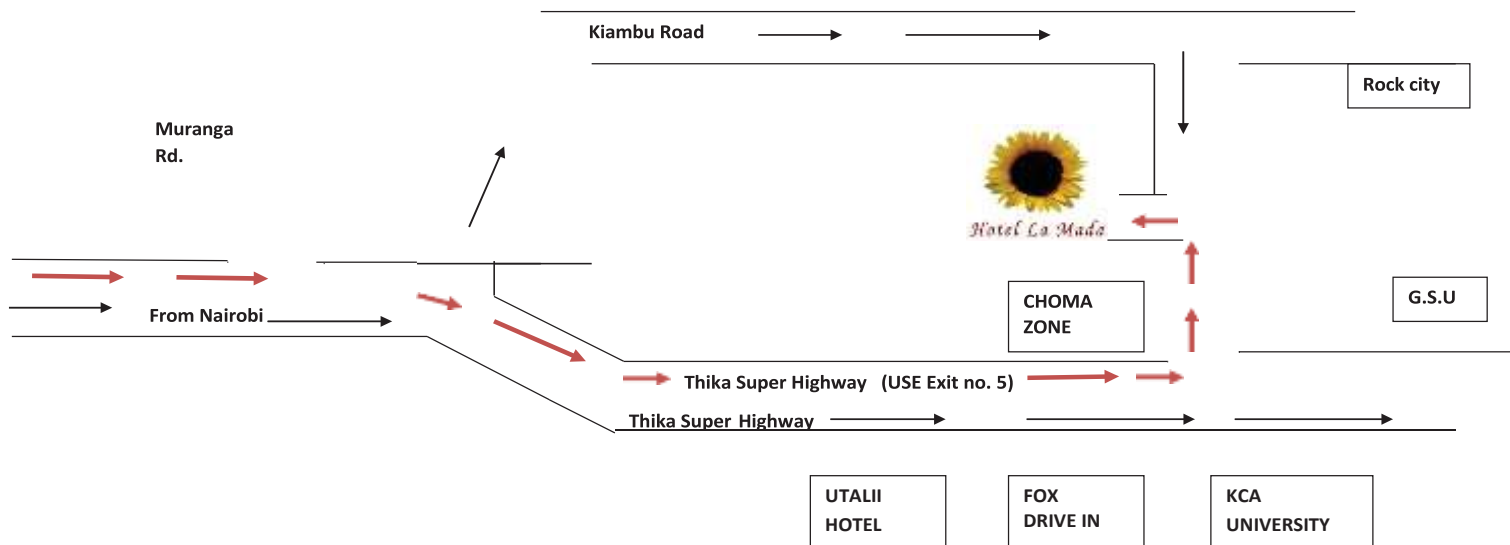 Kiambu Road
Rock city
Muranga
Rd.
Hotel La Mada
From Nairobi
CHOMA
ZONE
G.S.U
Thika Super Highway (USE Exit no. 5)
Thika Super Highway
UTALII
HOTEL
FOX
DRIVE IN
KCA
UNIVERSITY